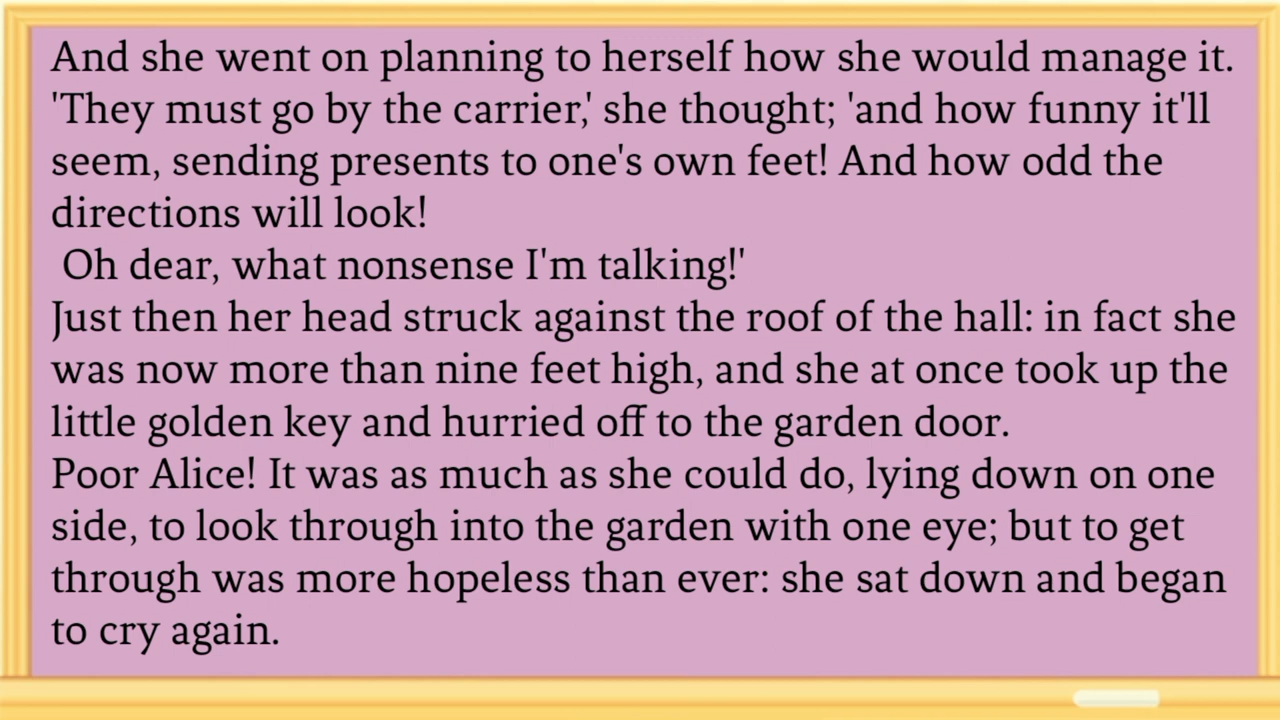 And she went on planning to herself how she would manage it.
'They must go by the carrier,' she thought; 'and how funny it'll
seem, sending presents to one's own feet! And how odd the
directions will look!
Oh dear, what nonsense I'm talking!'
Just then her head struck against the roof of the hall: in fact she
was now more than nine feet high, and she at once took up the
little golden key and hurried off to the garden door.
Poor Alice! It was as much as she could do, lying down on one
side, to look through into the garden with one eye; but to get
through was more hopeless than ever: she sat down and began
to cry again.